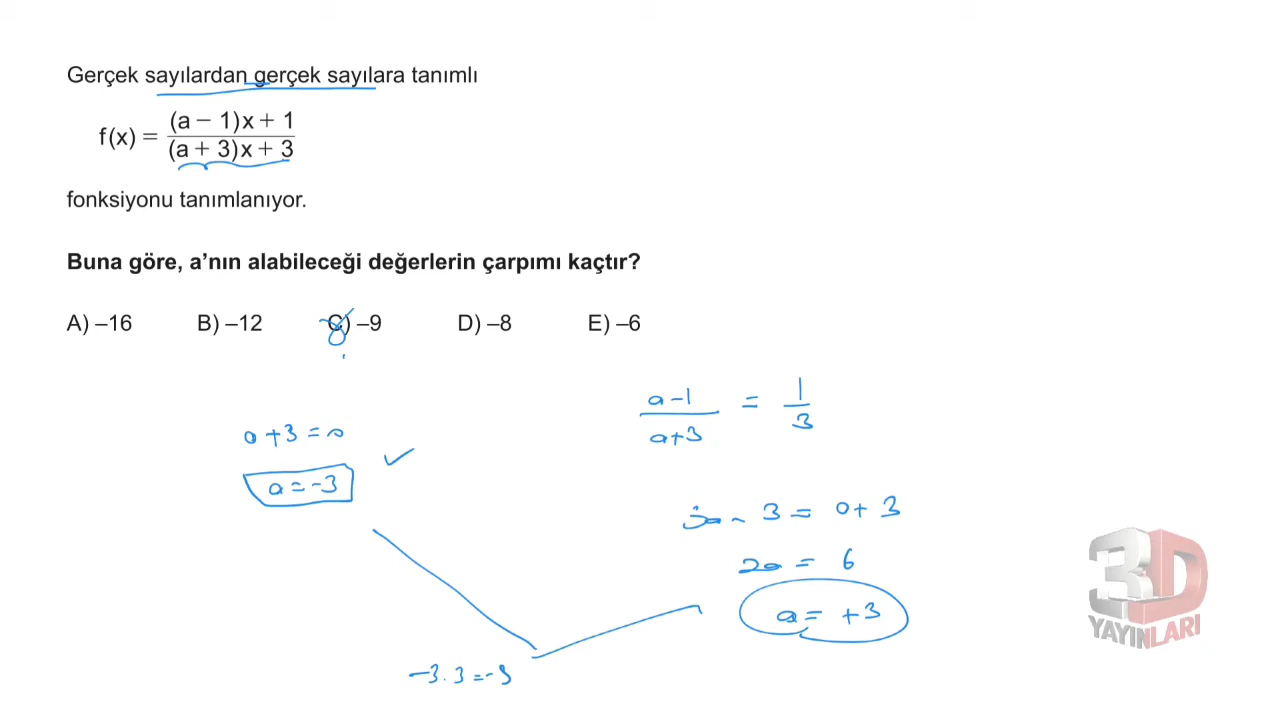 Gerçek sayılardan gerçek sayılara tanımlı
f(x) = (a − 1)x + 1 / (a + 3)x + 3
fonksiyonu tanımlanıyor.
Buna göre, a'nın alabileceği değerlerin çarpımı kaçtır?
A) –16 B) –12 C) –9 D) –8 E) –6
a-1 / a+3 = 1 / 3
a+3=0
a=-3
3a - 3 = a+ 3
2a = 6
a= +3
-3.3=-9
3D
YAYINLARI